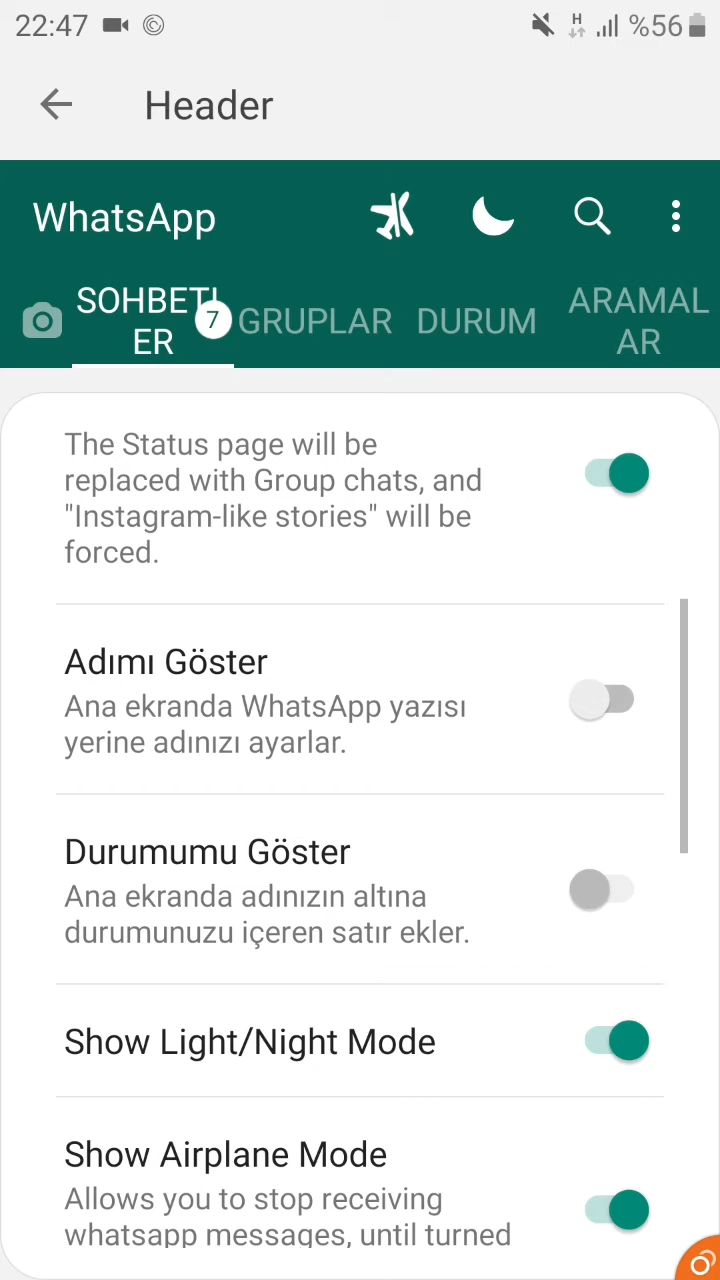 22:47 H %56
Header
WhatsApp
SOHBETL
ER
7
GRUPLAR
DURUM
ARAMAL
AR
The Status page will be
replaced with Group chats, and
"Instagram-like stories" will be
forced.
Adımı Göster
Ana ekranda WhatsApp yazısı
yerine adınızı ayarlar.
Durumumu Göster
Ana ekranda adınızın altına
durumunuzu içeren satır ekler.
Show Light/Night Mode
Show Airplane Mode
Allows you to stop receiving
whatsapp messages, until turned